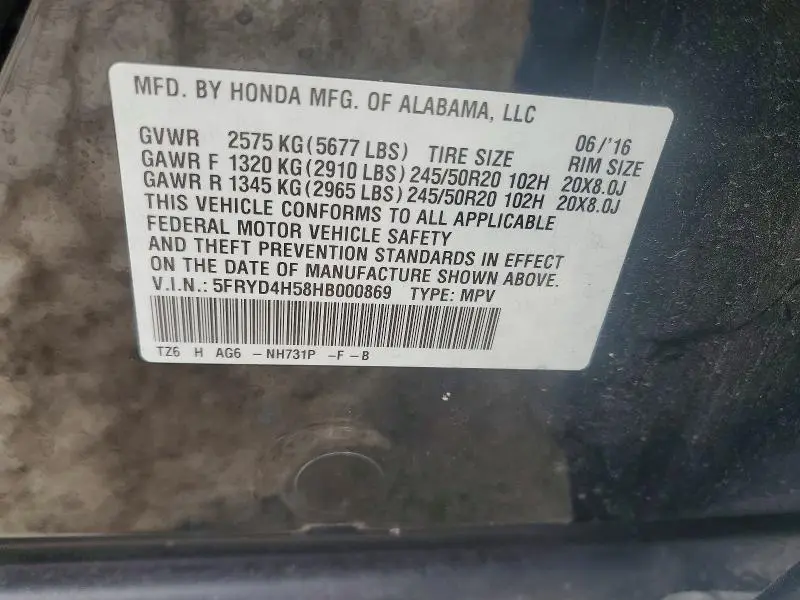 MFD. BY HONDA MFG. OF ALABAMA, LLC
GVWR 2575 KG(5677 LBS) TIRE SIZE 06/'16 RIM SIZE
GAWR F 1320 KG(2910 LBS) 245/50R20 102H 20X8.0J
GAWR R 1345 KG(2965 LBS) 245/50R20 102H 20X8.0J
THIS VEHICLE CONFORMS TO ALL APPLICABLE
FEDERAL MOTOR VEHICLE SAFETY
AND THEFT PREVENTION STANDARDS IN EFFECT
ON THE DATE OF MANUFACTURE SHOWN ABOVE.
V.I.N.: 5FRYD4H58HB000869 TYPE: MPV
TZ6 H AG6 -NH731P -F-B